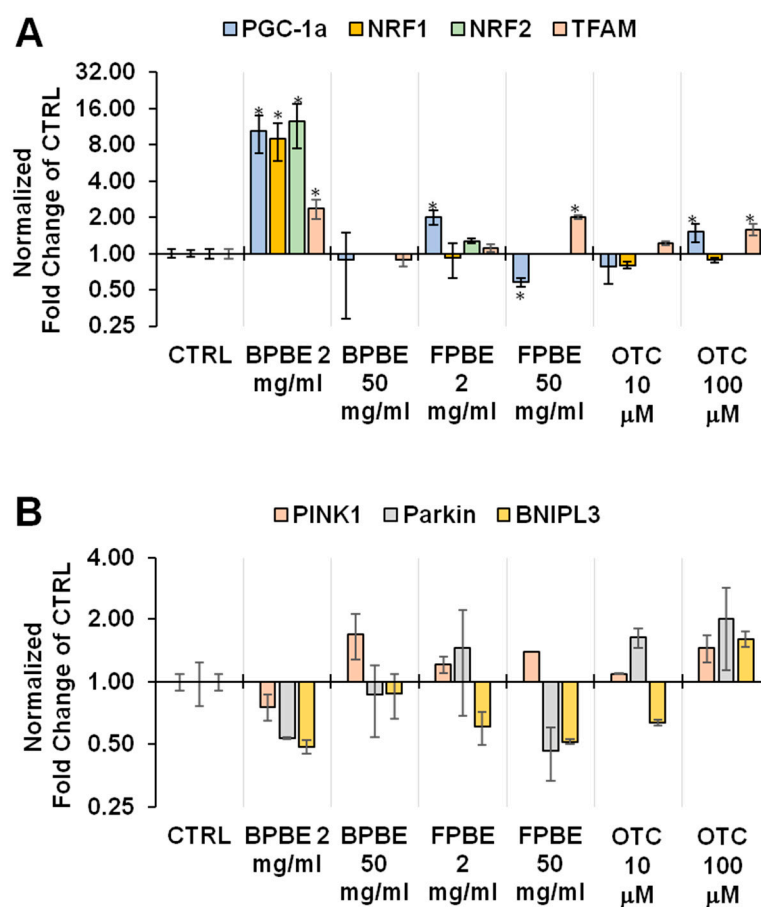 A
PGC-1a NRF1 NRF2 TFAM
Normalized
Fold Change of CTRL
32.00
16.00
8.00
4.00
2.00
1.00
0.50
0.25
* * * *
* * * * *
CTRL BPBE 2 BPBE FPBE FPBE OTC OTC
mg/ml 50 2 50 10 100
mg/ml mg/ml mg/ml μM μM
B
PINK1 Parkin BNIPL3
Normalized
Fold Change of CTRL
4.00
2.00
1.00
0.50
0.25
CTRL BPBE 2 BPBE FPBE FPBE OTC OTC
mg/ml 50 2 50 10 100
mg/ml mg/ml mg/ml μM μM